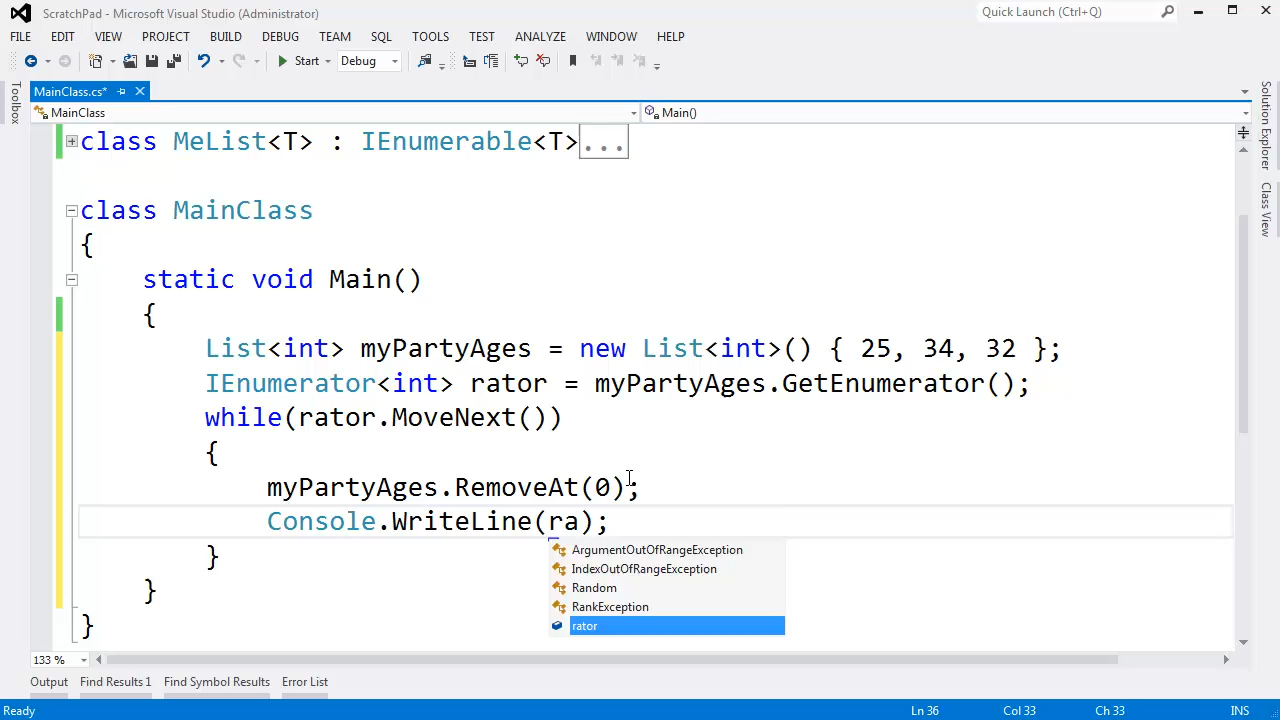 ScratchPad - Microsoft Visual Studio (Administrator)
Quick Launch (Ctrl+Q)
FILE EDIT VIEW PROJECT BUILD DEBUG TEAM SQL TOOLS TEST ANALYZE WINDOW HELP
Start Debug
Toolbox
MainClass.cs*
MainClass Main()
class MeList<T> : IEnumerable<T>...
class MainClass
{
static void Main()
{
List<int> myPartyAges = new List<int>() { 25, 34, 32 };
IEnumerator<int> rator = myPartyAges.GetEnumerator();
while(rator.MoveNext())
{
myPartyAges.RemoveAt(0);
Console.WriteLine(ra);
}
}
}
ArgumentOutOfRangeException
IndexOutOfRangeException
Random
RankException
rator
Solution Explorer
Class View
133 %
Output Find Results 1 Find Symbol Results Error List
Ready Ln 36 Col 33 Ch 33 INS